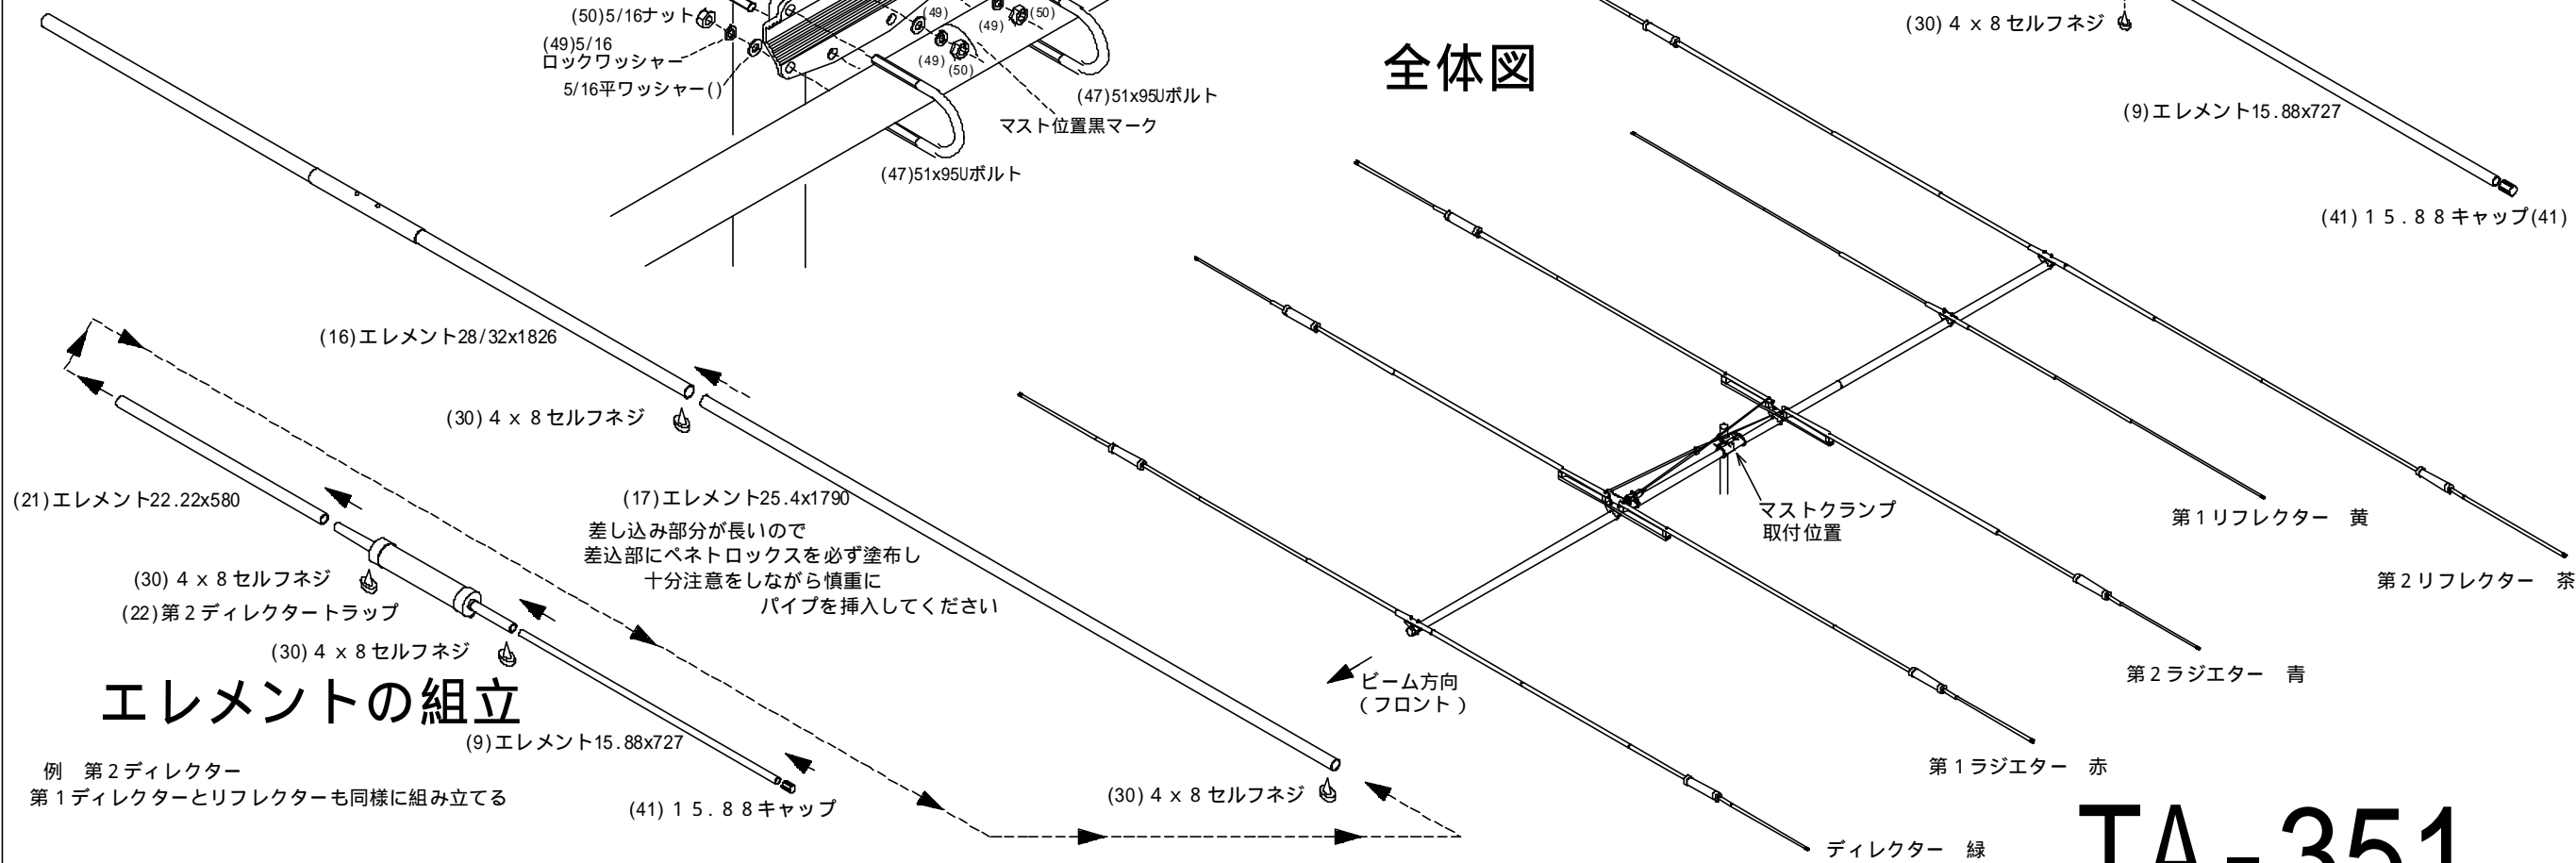 (50)5/16ナット
(49)5/16
ロックワッシャー
5/16平ワッシャー()
(49)
(49)
(50)
(49)
(50)
(47)51x95Uボルト
マスト位置黒マーク
(47)51x95Uボルト
全体図
(30)4x8セルフネジ
(9)エレメント15.88x727
(41)15.88キャップ(41)
(16)エレメント28/32x1826
(30)4x8セルフネジ
(21)エレメント22.22x580
(17)エレメント25.4x1790
差し込み部分が長いので
差込部にペネトロックスを必ず塗布し
十分注意をしながら慎重に
パイプを挿入してください
(30)4x8セルフネジ
(22)第2ディレクタートラップ
(30)4x8セルフネジ
エレメントの組立
(9)エレメント15.88x727
例 第2ディレクター
第1ディレクターとリフレクターも同様に組み立てる
(41)15.88キャップ
(30)4x8セルフネジ
マストクランプ
取付位置
ビーム方向
(フロント)
第1リフレクター 黄
第2リフレクター 茶
第2ラジエター 青
第1ラジエター 赤
ディレクター 緑
TA-351